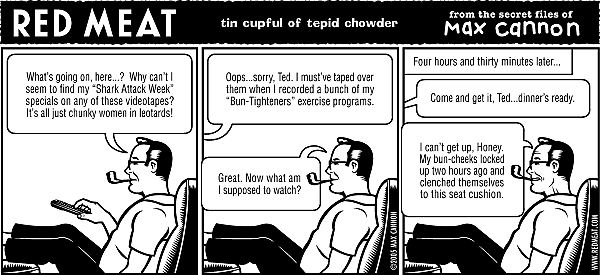 RED MEAT
tin cupful of tepid chowder
from the secret files of
Max cannon
What's going on, here...? Why can't I
seem to find my "Shark Attack Week"
specials on any of these videotapes?
It's all just chunky women in leotards!
Oops...sorry, Ted. I must've taped over
them when I recorded a bunch of my
"Bun-Tighteners" exercise programs.
Great. Now what am
I supposed to watch?
©2005 MAX CANNON
Four hours and thirty minutes later...
Come and get it, Ted...dinner's ready.
I can't get up, Honey.
My bun-cheeks locked
up two hours ago and
clenched themselves
to this seat cushion.
WWW.REDMEAT.COM